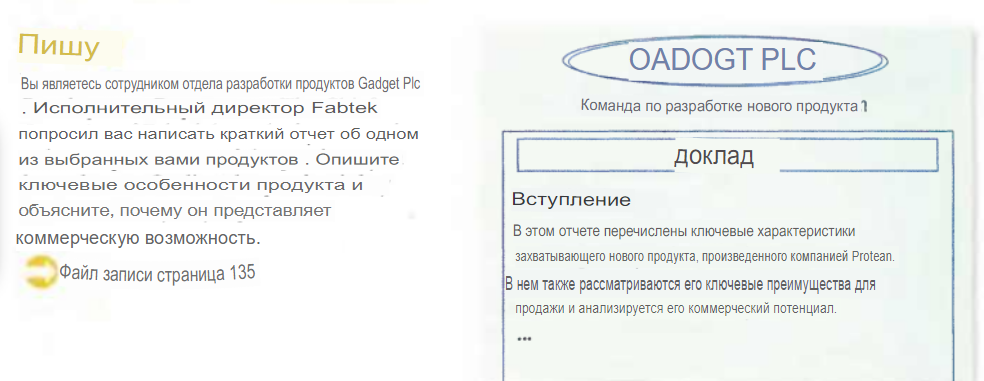 Пишу
Вы являетесь сотрудником отдела разработки продуктов Gadget Plc
. Исполнительный директор Fabtek
попросил вас написать краткий отчет об одном
из выбранных вами продуктов . Опишите
ключевые особенности продукта и
объясните, почему он представляет
коммерческую возможность.
Файл записи страница 135
OADOGT PLC
Команда по разработке нового продукта 1
доклад
Вступление
В этом отчете перечислены ключевые характеристики
захватывающего нового продукта, произведенного компанией Protean.
В нем также рассматриваются его ключевые преимущества для
продажи и анализируется его коммерческий потенциал.
...